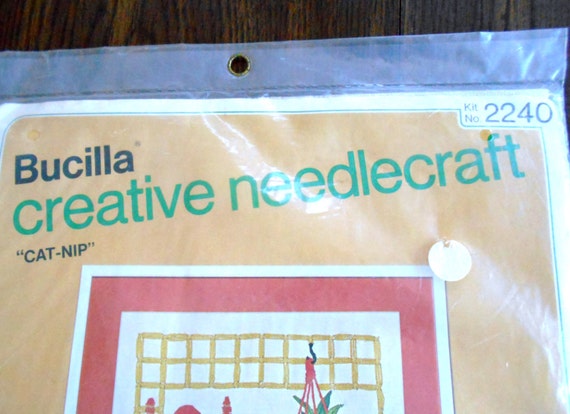 Kit No. 2240
Bucilla®
creative needlecraft
"CAT-NIP"